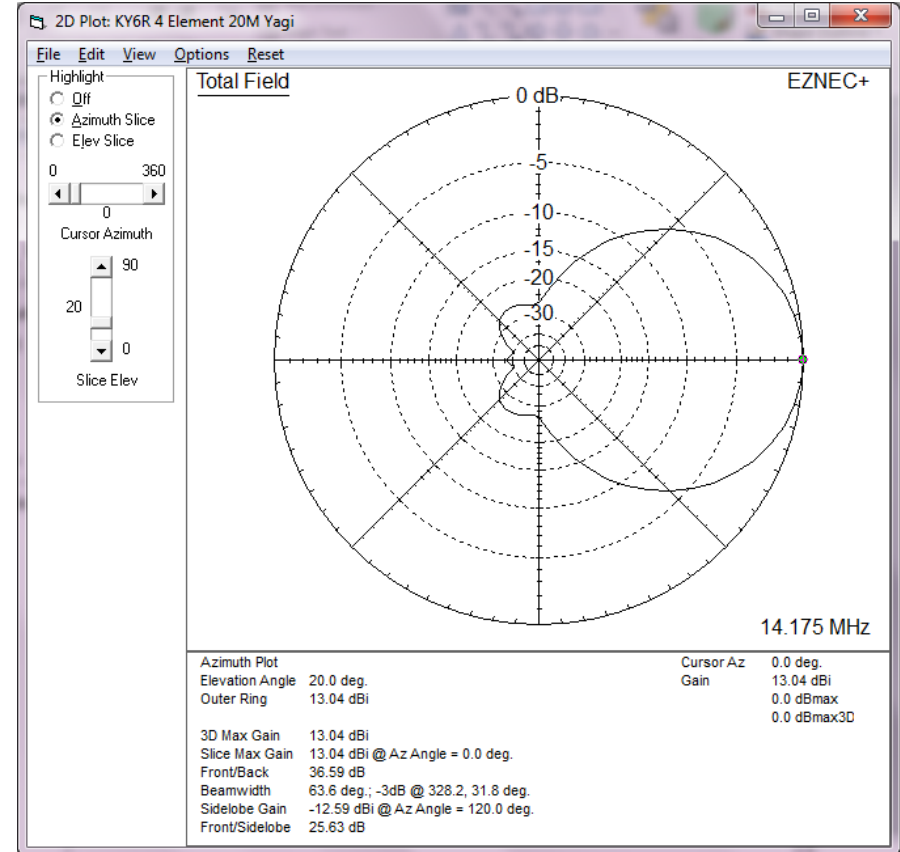 2D Plot: KY6R 4 Element 20M Yagi
File Edit View Options Reset
Highlight
Off
Azimuth Slice
Elev Slice
0 360
0
Cursor Azimuth
90
20
0
Slice Elev
Total Field
EZNEC+
0 dB
-5
-10
-15
-20
-30
14.175 MHz
Azimuth Plot
Elevation Angle 20.0 deg.
Outer Ring 13.04 dBi
3D Max Gain 13.04 dBi
Slice Max Gain 13.04 dBi @ Az Angle = 0.0 deg.
Front/Back 36.59 dB
Beamwidth 63.6 deg.; -3dB @ 328.2, 31.8 deg.
Sidelobe Gain -12.59 dBi @ Az Angle = 120.0 deg.
Front/Sidelobe 25.63 dB
Cursor Az 0.0 deg.
Gain 13.04 dBi
0.0 dBmax
0.0 dBmax3D